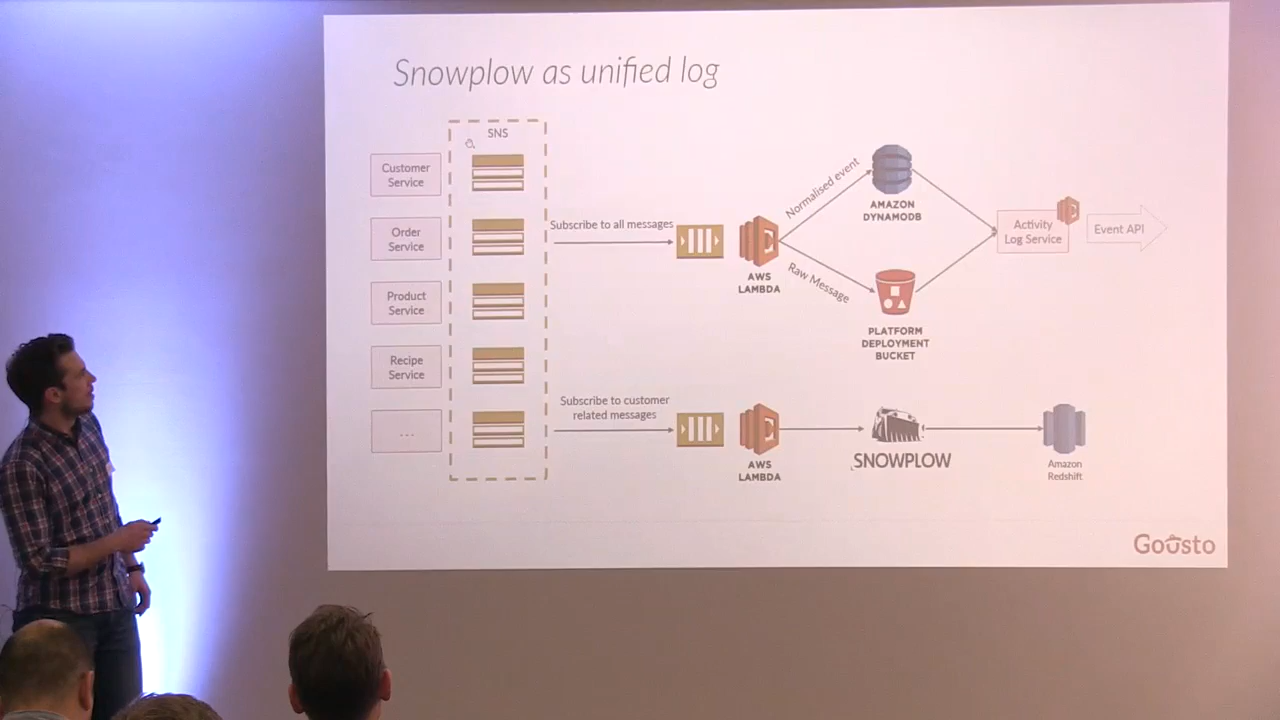 Snowplow as unified log
SNS
Customer
Service
Order
Service
Product
Service
Recipe
Service
...
Subscribe to all messages
AWS
LAMBDA
Normalised event
Raw Message
AMAZON
DYNAMODB
PLATFORM
DEPLOYMENT
BUCKET
Activity
Log Service
Event API
Subscribe to customer
related messages
AWS
LAMBDA
SNOWPLOW
Amazon
Redshift
Gousto